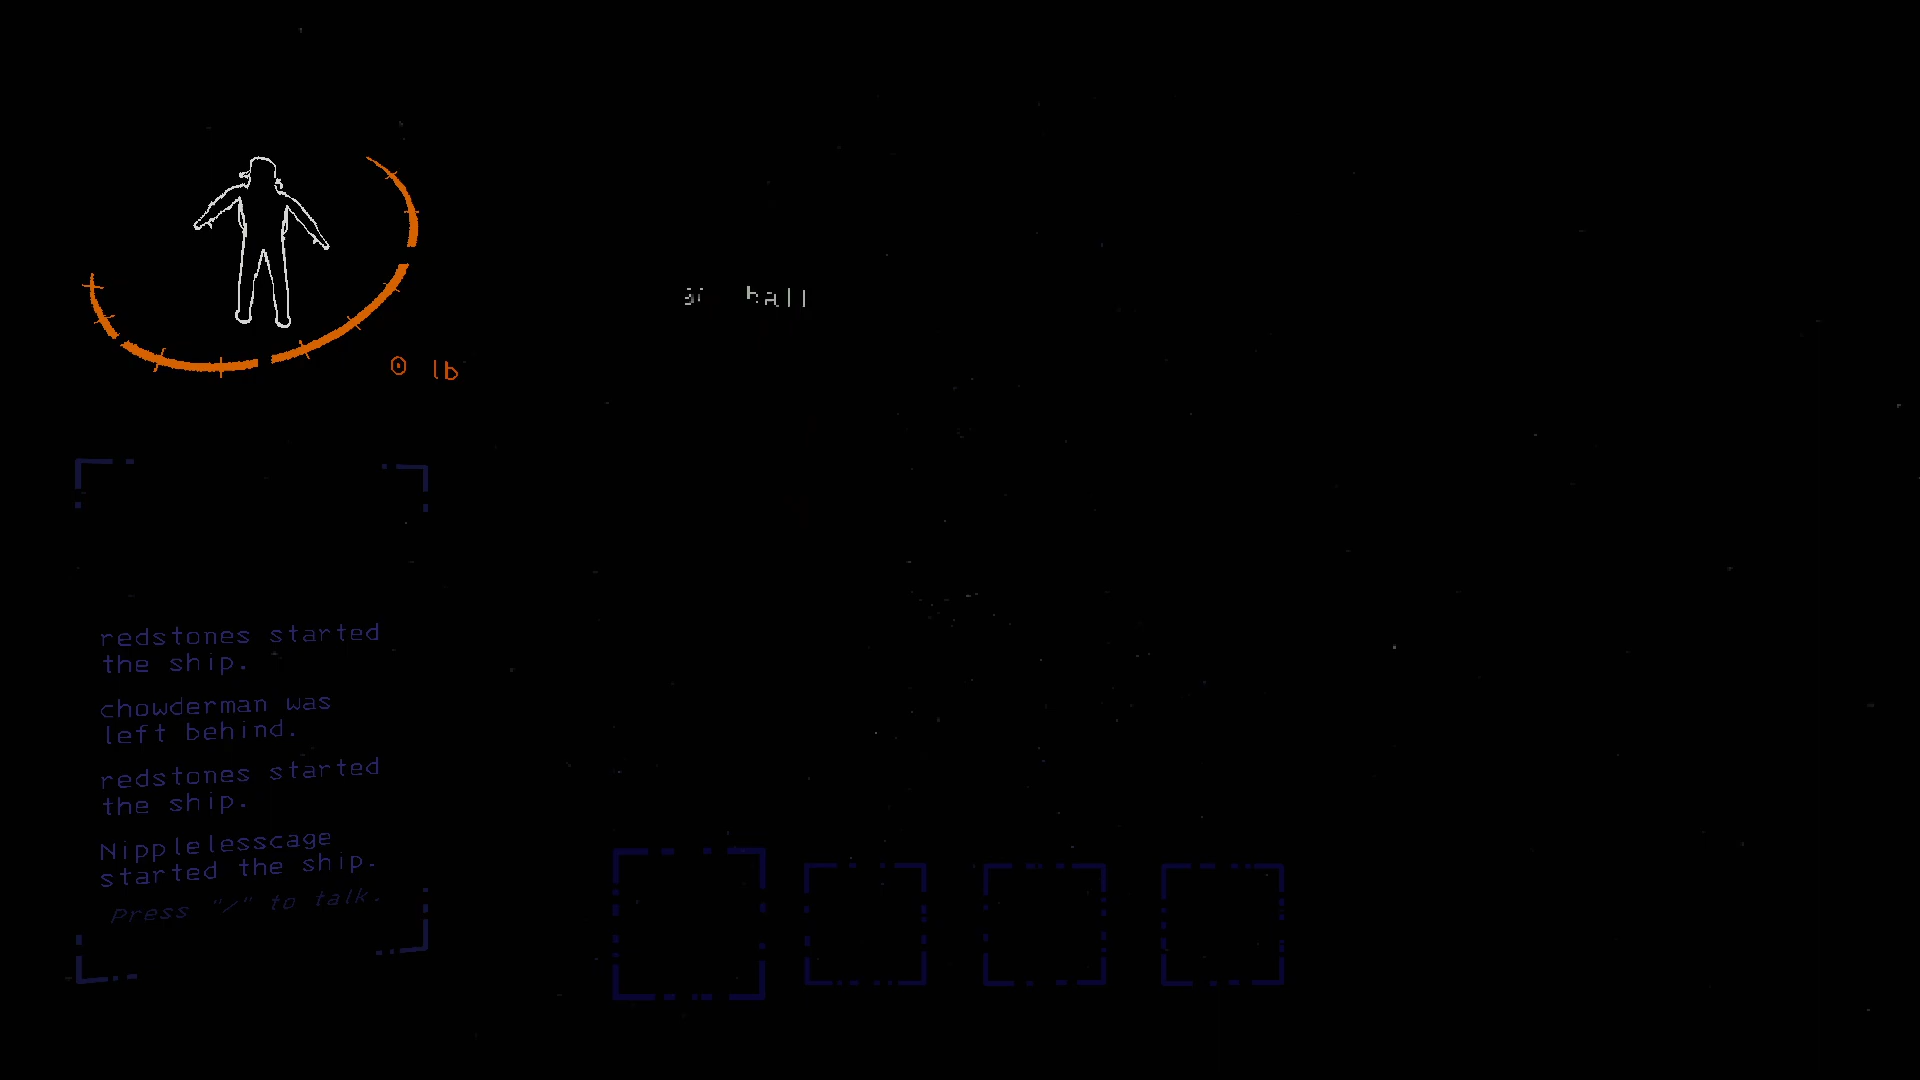 0 lb
hall
redstones started
the ship.
chowderman was
left behind.
redstones started
the ship.
Nipplelesscage
started the ship.
Press "/" to talk.